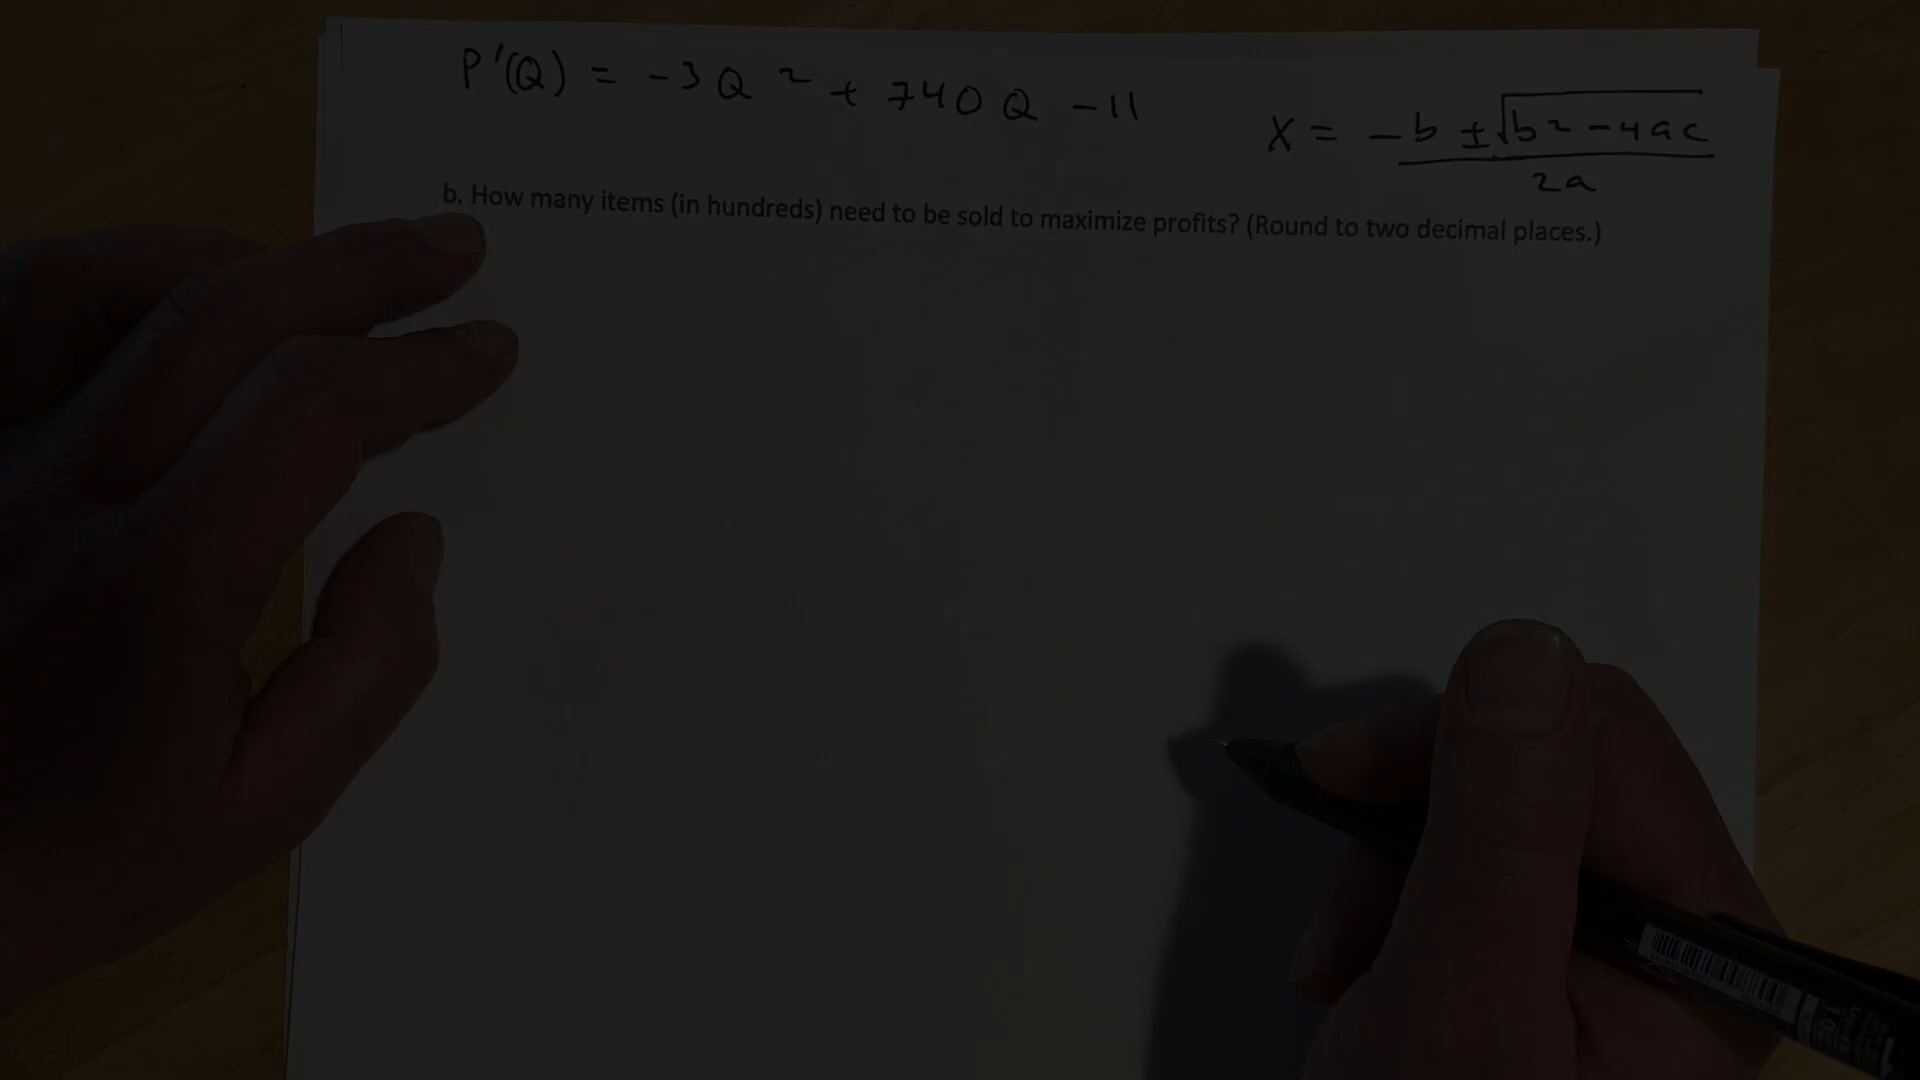 P'(Q) = -3Q² + 740Q - 11
X = -b ± √b² - 4ac
2a
b. How many items (in hundreds) need to be sold to maximize profits? (Round to two decimal places.)